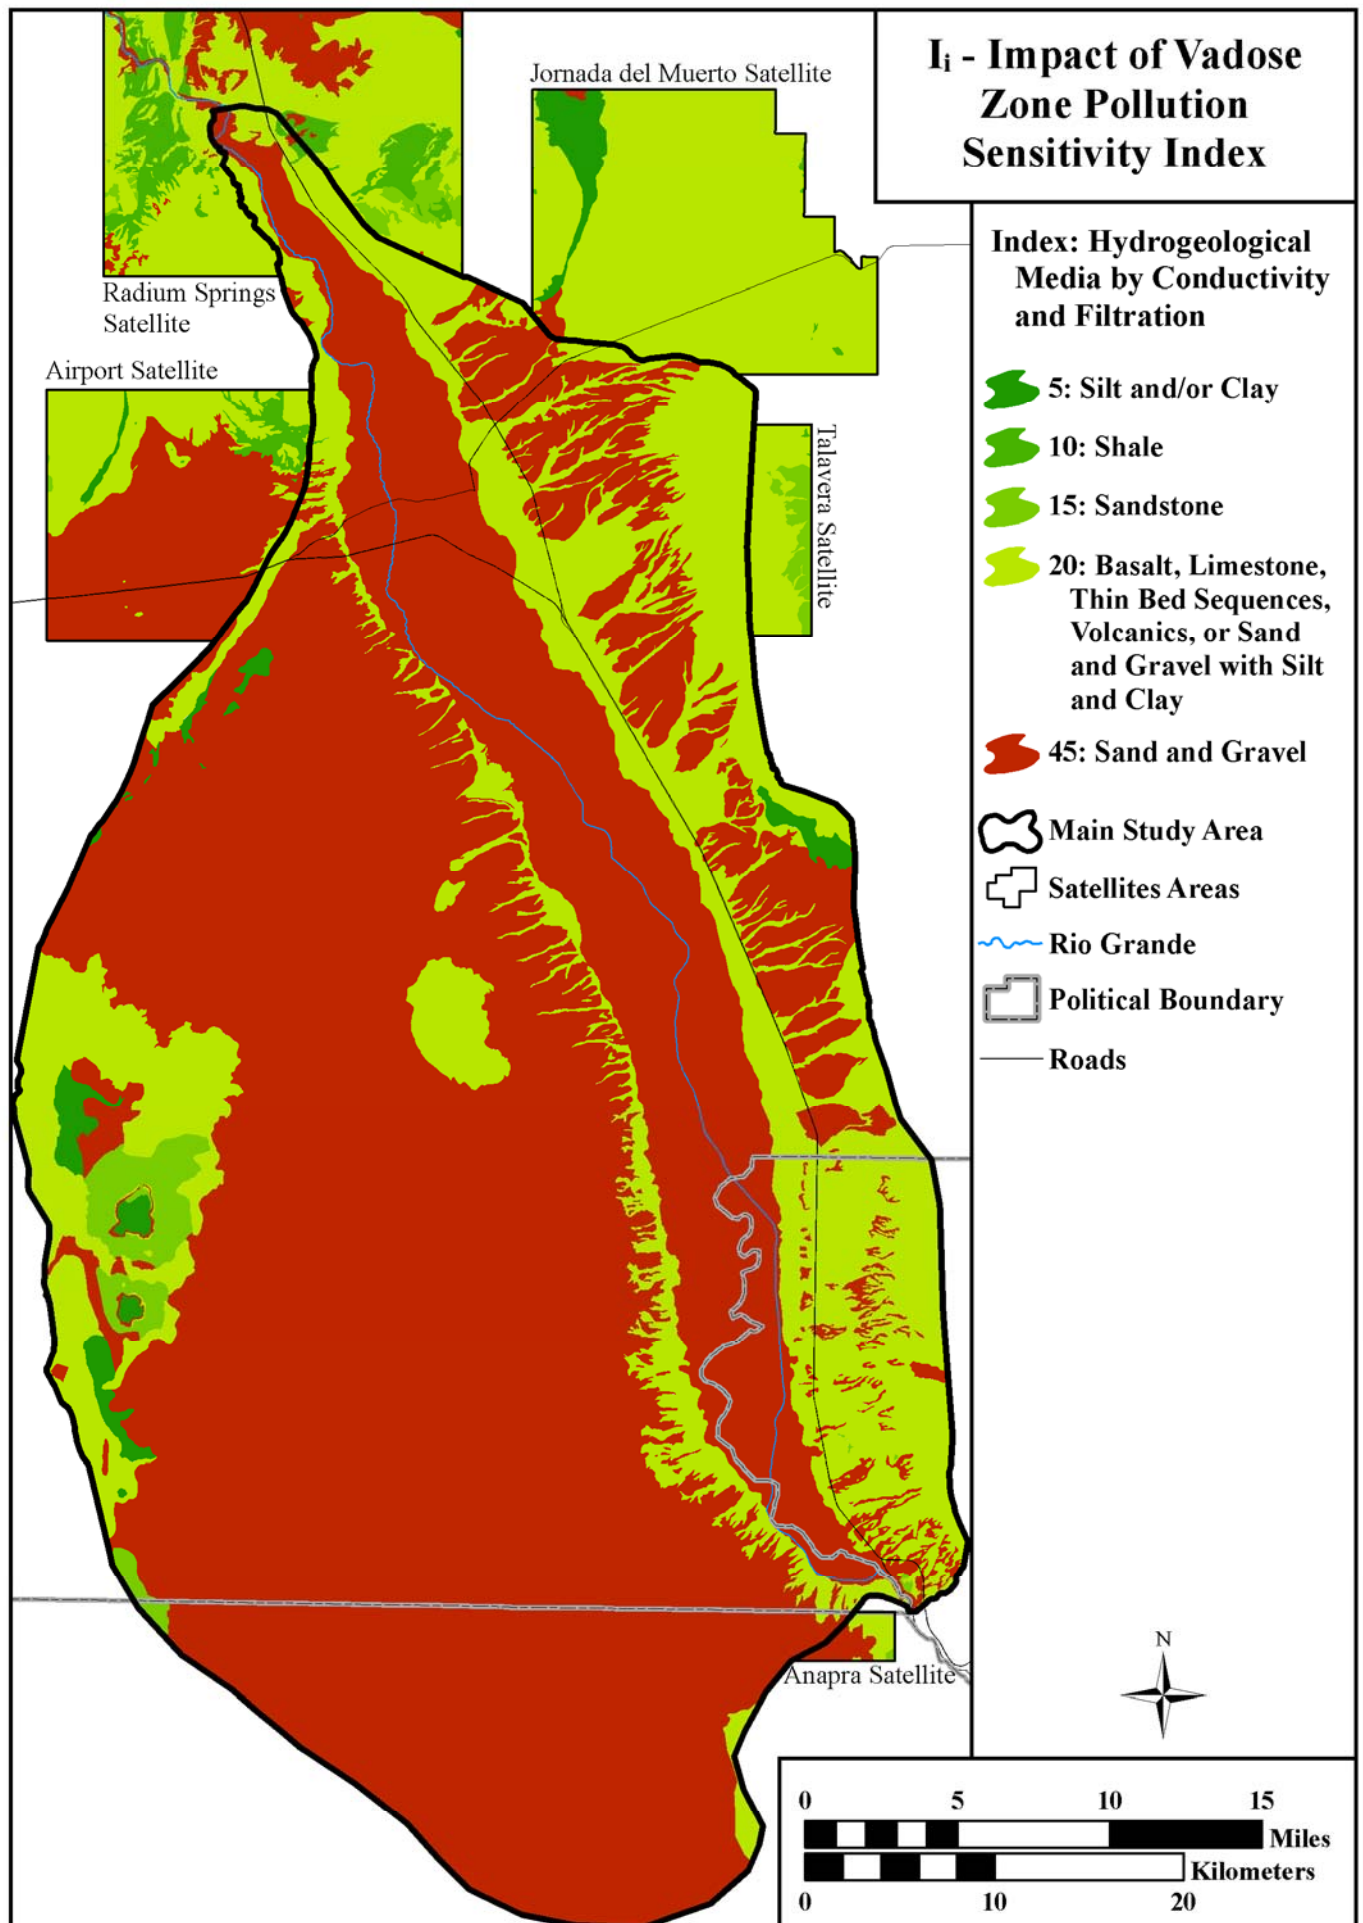 Iᵢ - Impact of Vadose
Zone Pollution
Sensitivity Index
Jornada del Muerto Satellite
Radium Springs
Satellite
Airport Satellite
Talavera Satellite
Anapra Satellite
Index: Hydrogeological
Media by Conductivity
and Filtration
5: Silt and/or Clay
10: Shale
15: Sandstone
20: Basalt, Limestone,
Thin Bed Sequences,
Volcanics, or Sand
and Gravel with Silt
and Clay
45: Sand and Gravel
Main Study Area
Satellites Areas
Rio Grande
Political Boundary
Roads
N
0 5 10 15
Miles
Kilometers
0 10 20